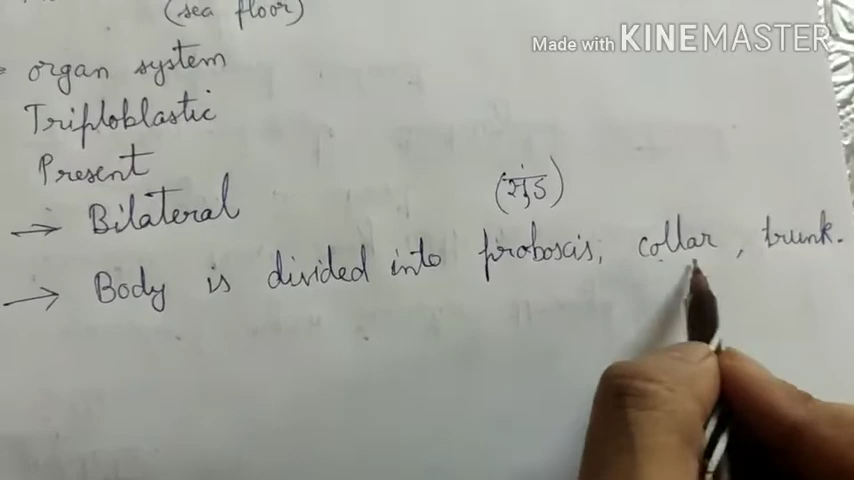 (sea floor)
Made with KINEMASTER
organ system
Triploblastic
Present
(सूंड)
→ Bilateral
→ Body is divided into proboscis, collar, trunk.